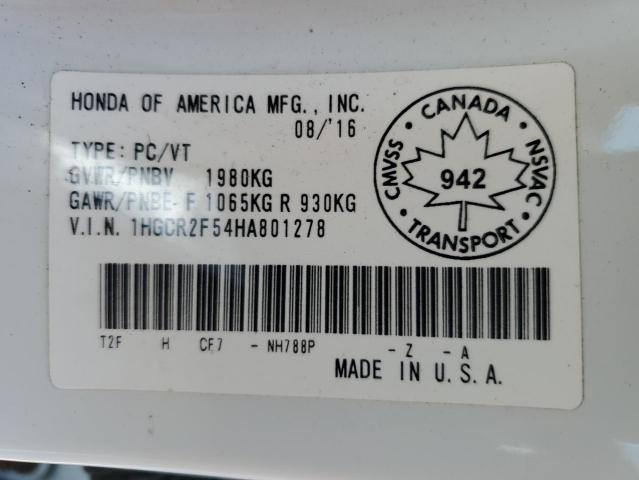 HONDA OF AMERICA MFG., INC.
08/'16
TYPE: PC/VT
GVWR/PNBV 1980KG
GAWR/PNBE F 1065KG R 930KG
V.I.N. 1HGCR2F54HA801278
CANADA
CMVSS · NSVAC
942
· TRANSPORT ·
T2F H CF7 - NH788P - Z - A
MADE IN U.S.A.